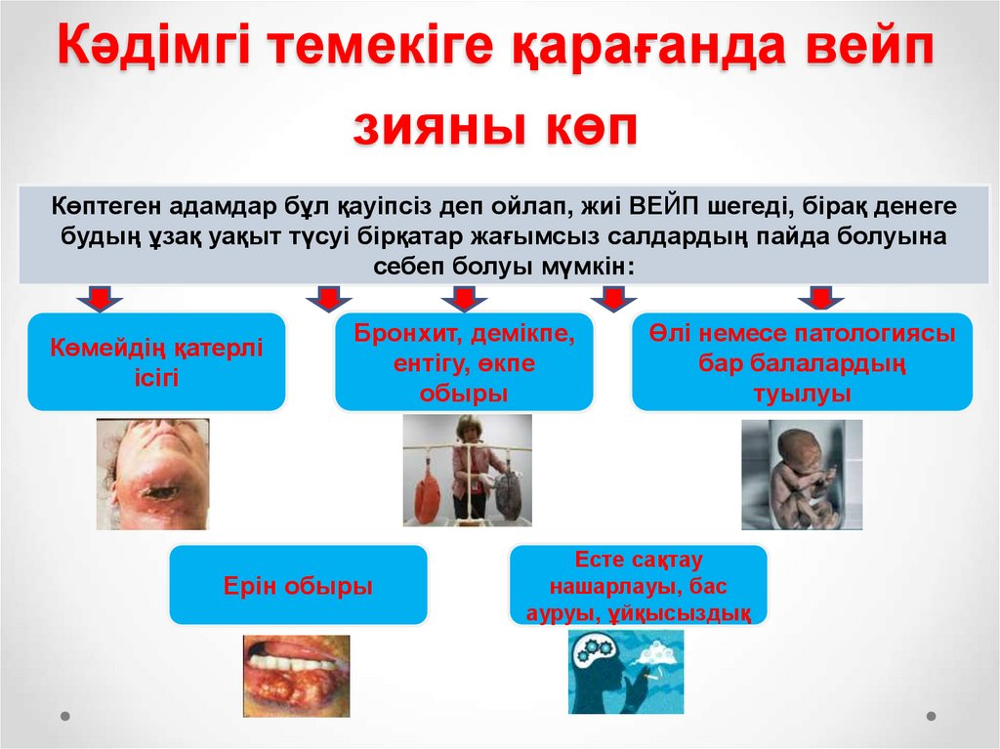 Кәдімгі темекіге қарағанда вейп
зияны көп
Көптеген адамдар бұл қауіпсіз деп ойлап, жиі ВЕЙП шегеді, бірақ денеге
будың ұзақ уақыт түсуі бірқатар жағымсыз салдардың пайда болуына
себеп болуы мүмкін:
Көмейдің қатерлі
ісігі
Бронхит, демікпе,
ентігу, өкпе
обыры
Өлі немесе патологиясы
бар балалардың
туылуы
Ерін обыры
Есте сақтау
нашарлауы, бас
ауруы, ұйқысыздық